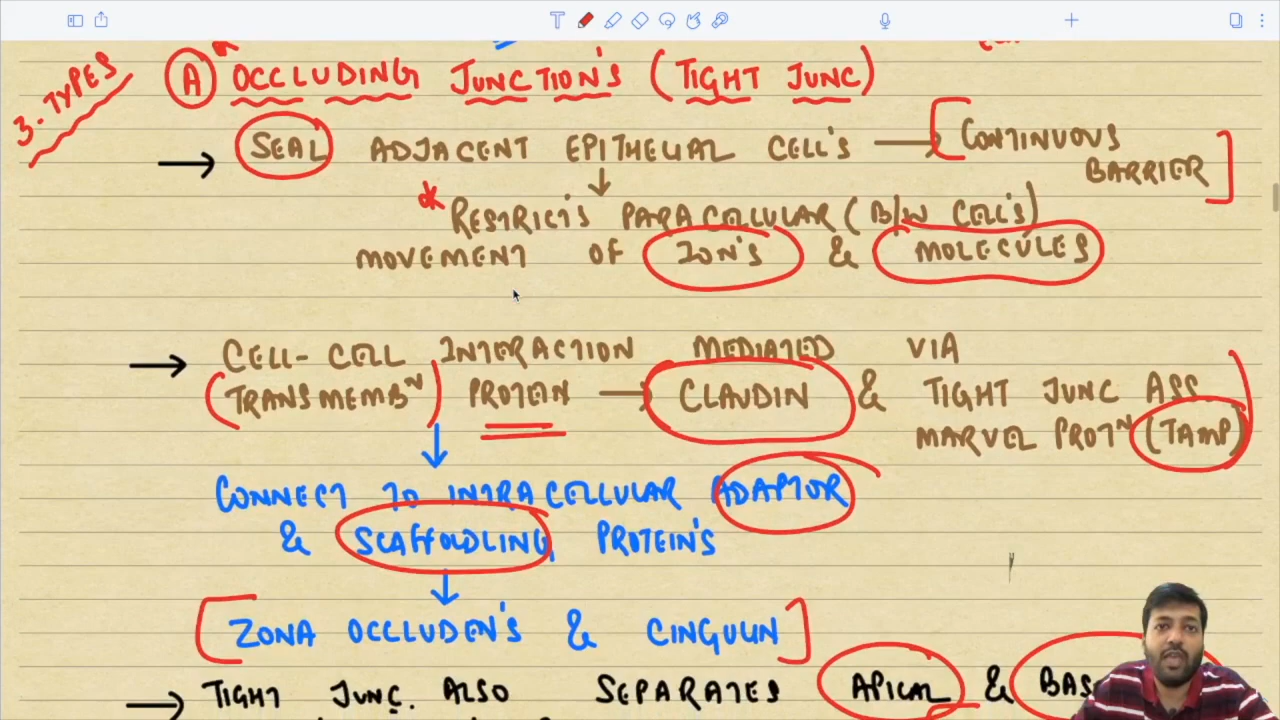 3. TYPES
A OCCLUDING JUNCTION'S (TIGHT JUNC)
SEAL ADJACENT EPITHELIAL CELL'S → [CONTINUOUS
BARRIER]
* RESTRICT'S PARACELLULAR (B/W CELL'S)
MOVEMENT OF ION'S & MOLECULES
→ CELL-CELL INTERACTION MEDIATED VIA
(TRANSMEMBN) PROTEIN → CLAUDIN & TIGHT JUNC ASS
MARVEL PROTN (TAMP)
CONNECT TO INTRACELLULAR ADAPTOR
& SCAFFOLDLING PROTEIN'S
[ZONA OCCLUDEN'S & CINGULIN]
→ TIGHT JUNC. ALSO SEPARATES APICAL & BAS